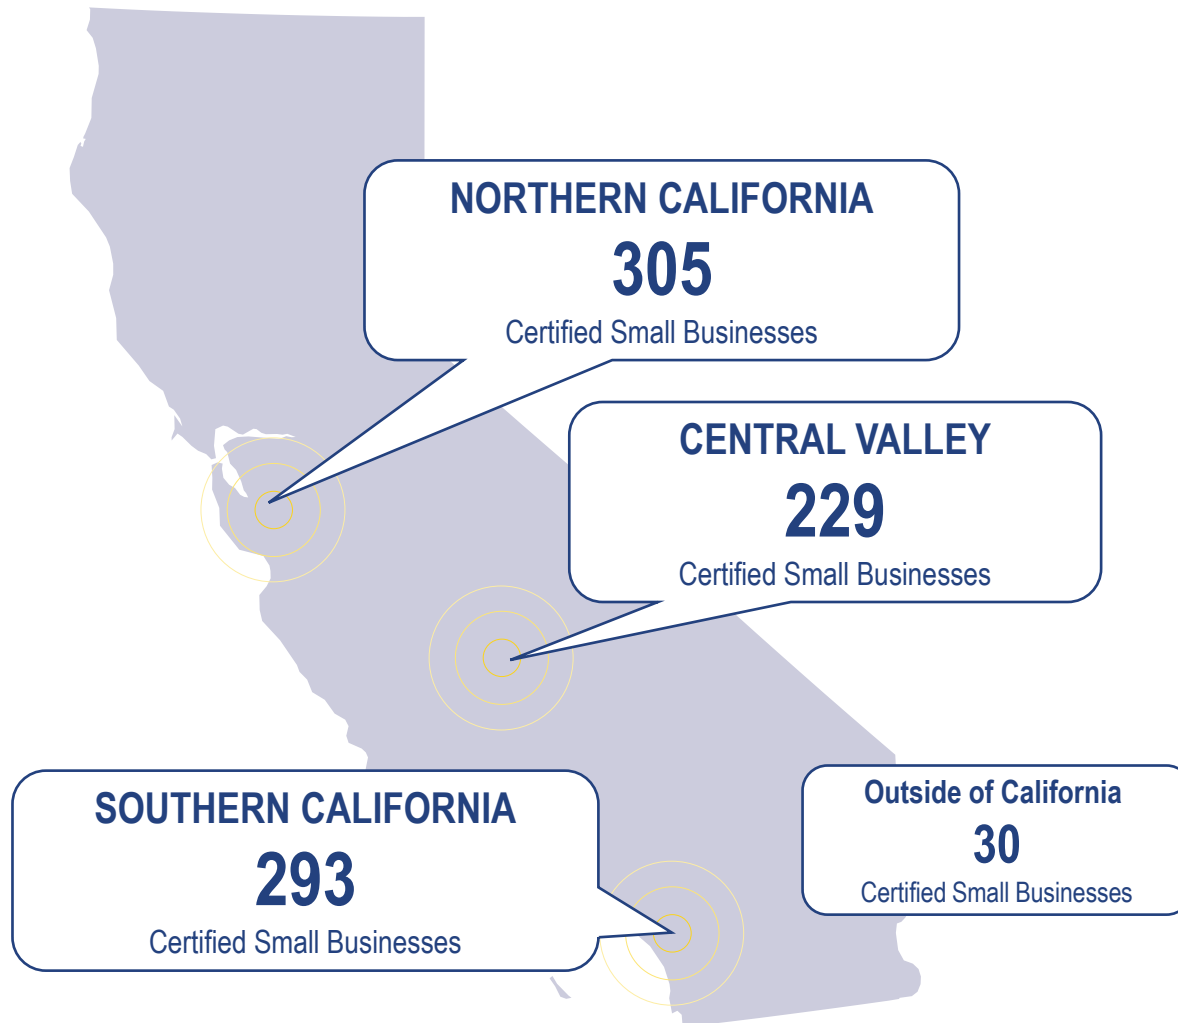 NORTHERN CALIFORNIA
305
Certified Small Businesses
CENTRAL VALLEY
229
Certified Small Businesses
SOUTHERN CALIFORNIA
293
Certified Small Businesses
Outside of California
30
Certified Small Businesses